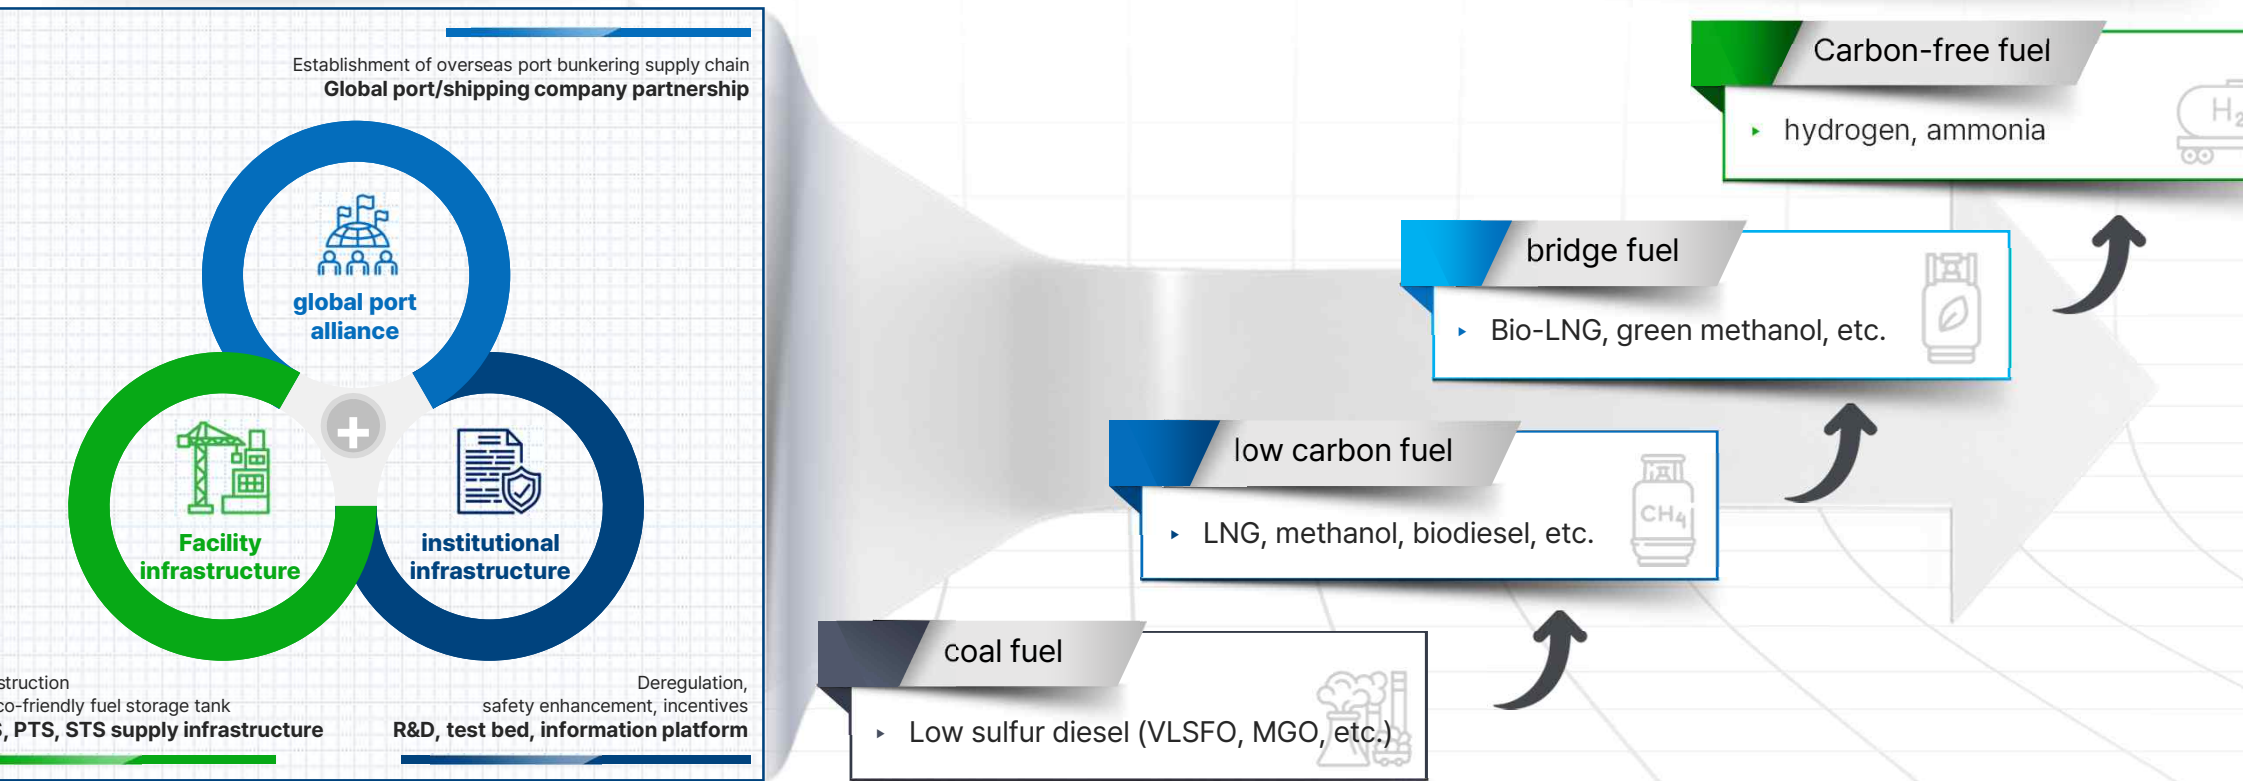 Establishment of overseas port bunkering supply chain
Global port/shipping company partnership
global port
alliance
Facility
infrastructure
institutional
infrastructure
eco-friendly fuel storage tank
PTS, STS supply infrastructure
Deregulation,
safety enhancement, incentives
R&D, test bed, information platform
Carbon-free fuel
hydrogen, ammonia
H2
bridge fuel
Bio-LNG, green methanol, etc.
low carbon fuel
LNG, methanol, biodiesel, etc.
CH4
coal fuel
Low sulfur diesel (VLSFO, MGO, etc.)